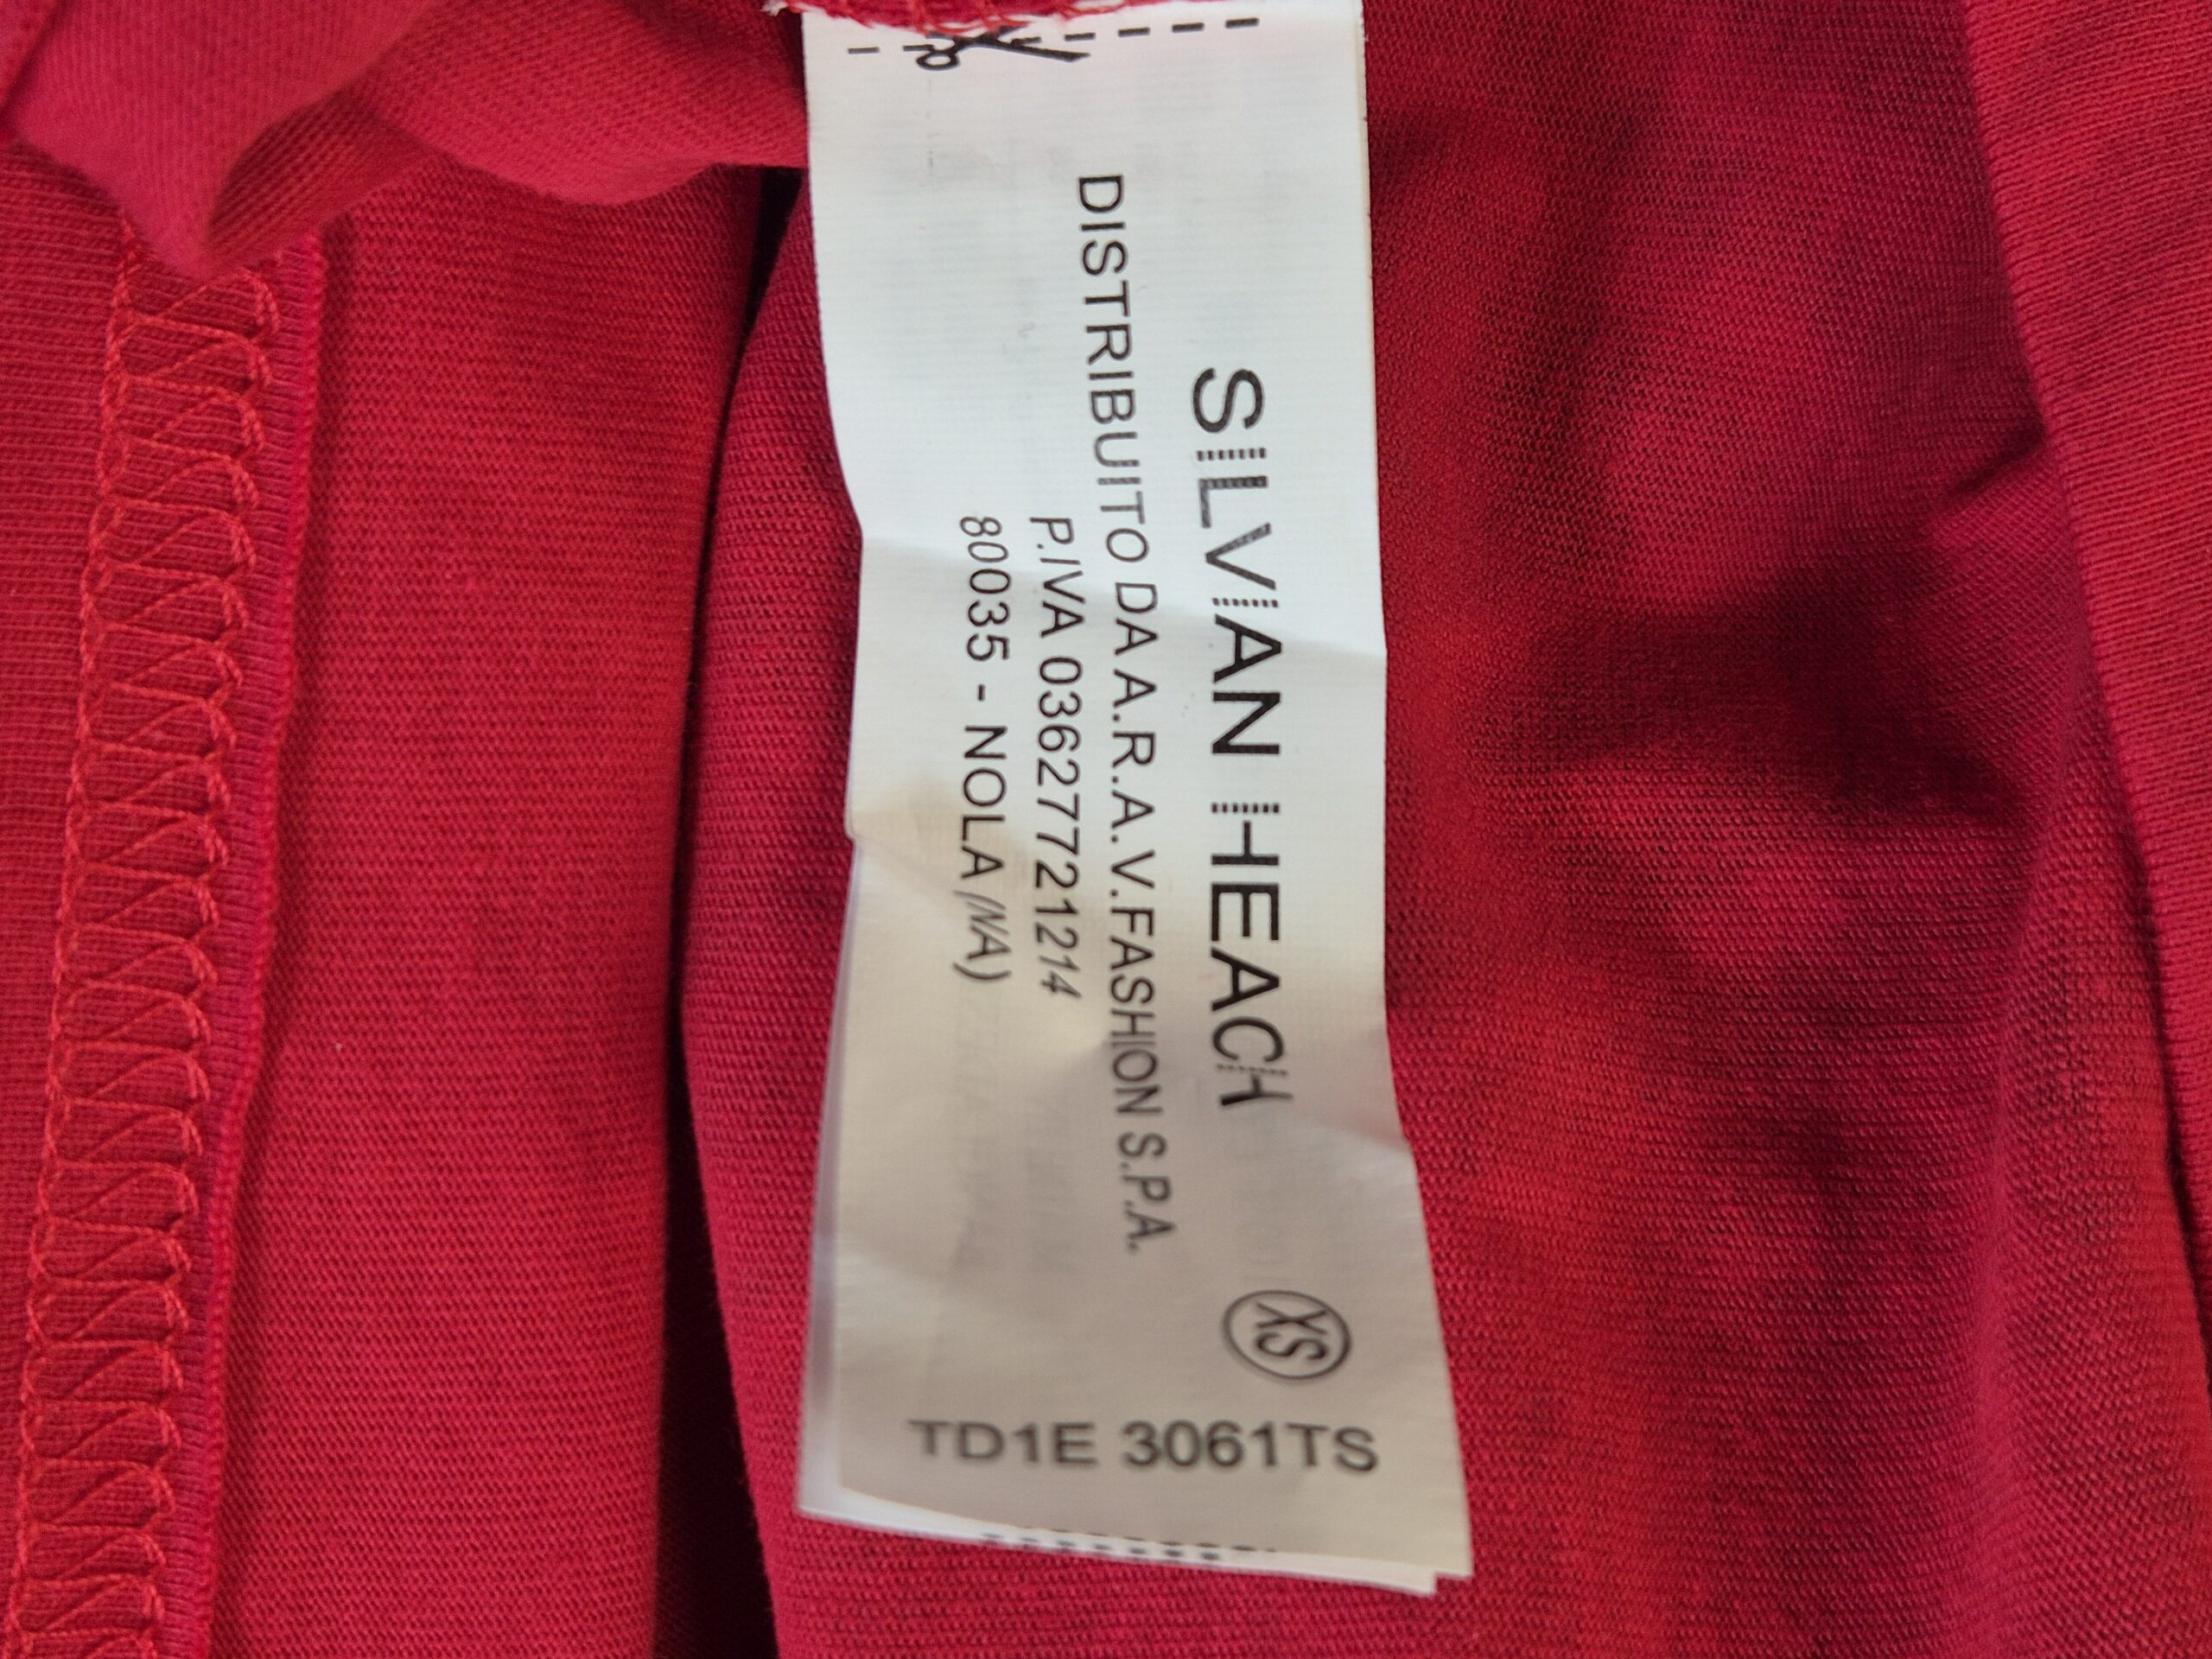 SILVIAN HEACH
DISTRIBUITO DA A.R.A.V.FASHION S.P.A.
P.IVA 03627721214
80035 - NOLA (NA)
XS
TD1E 3061TS